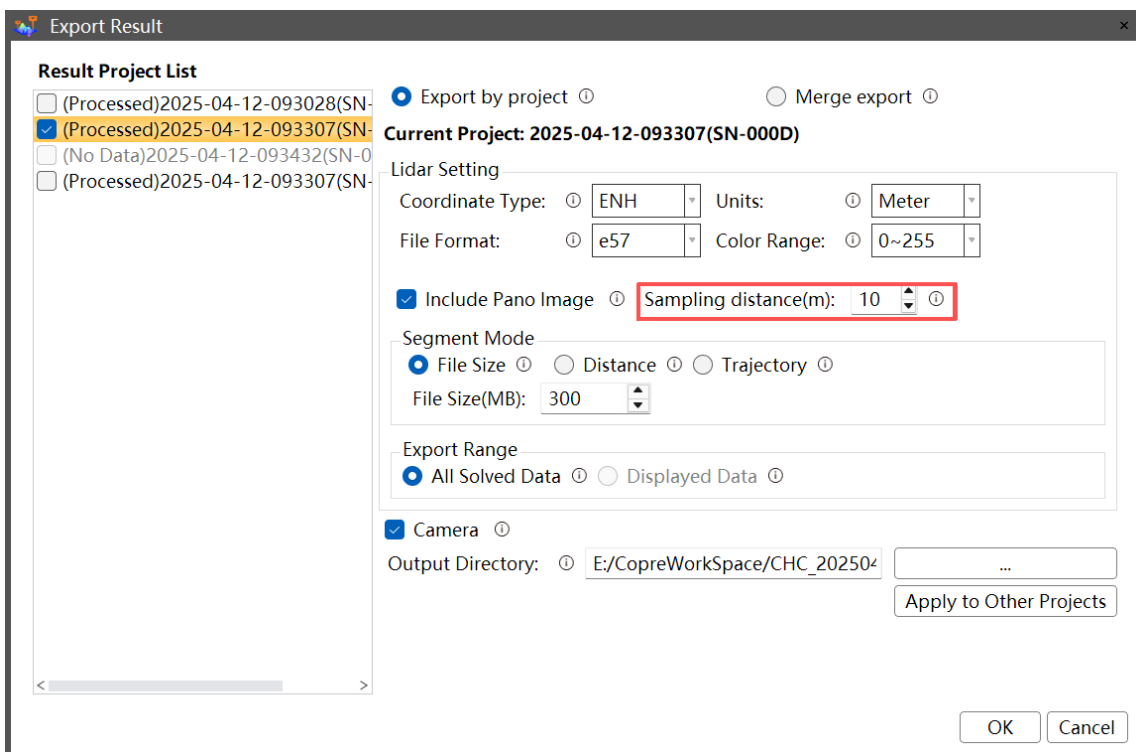 Export Result
Result Project List
(Processed)2025-04-12-093028(SN-
(Processed)2025-04-12-093307(SN-
(No Data)2025-04-12-093432(SN-0
(Processed)2025-04-12-093307(SN-
Export by project Merge export
Current Project: 2025-04-12-093307(SN-000D)
Lidar Setting
Coordinate Type: ENH Units: Meter
File Format: e57 Color Range: 0~255
Include Pano Image Sampling distance(m): 10
Segment Mode
File Size Distance Trajectory
File Size(MB): 300
Export Range
All Solved Data Displayed Data
Camera
Output Directory: E:/CopreWorkSpace/CHC_202504 ...
Apply to Other Projects
OK Cancel